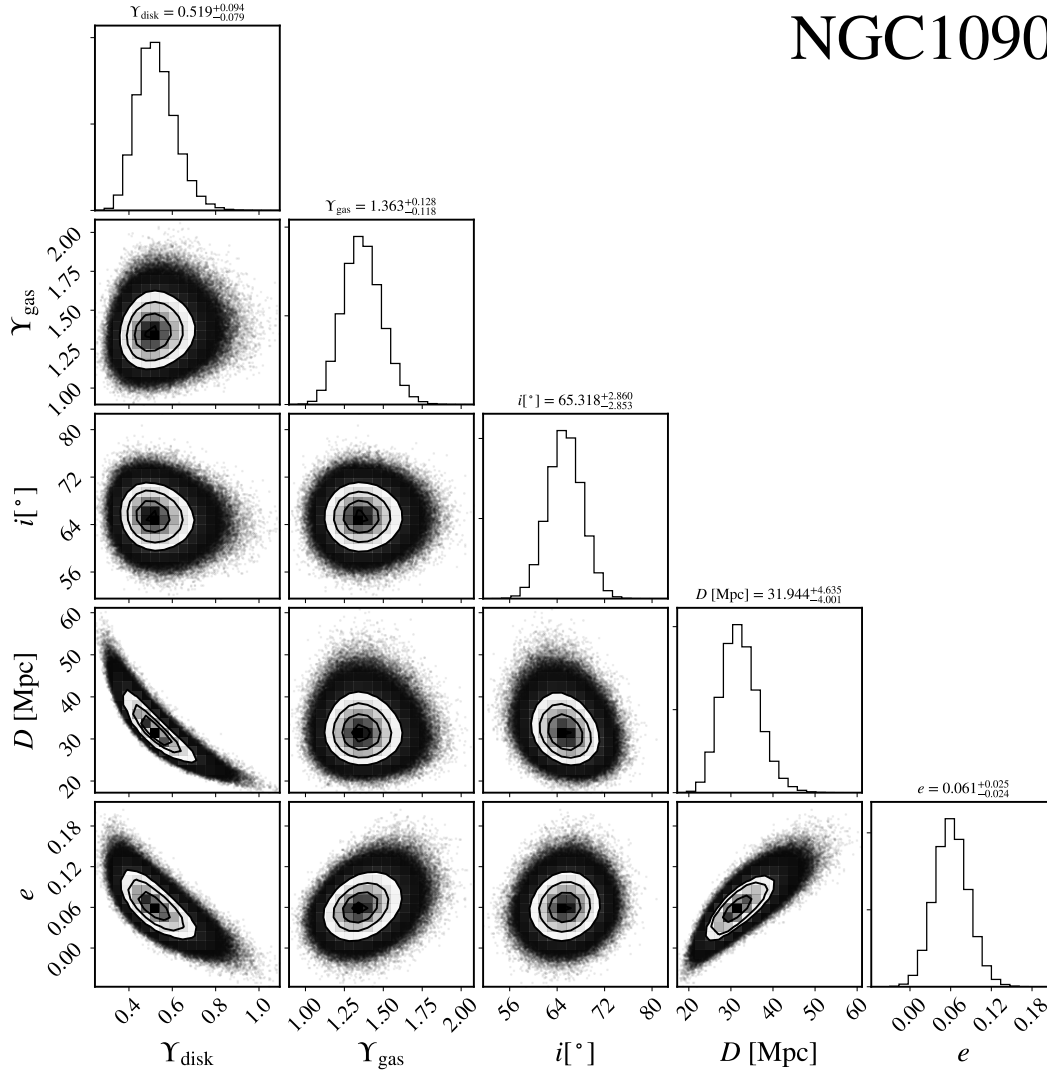 NGC1090
ϒdisk = 0.519+0.094−0.079
ϒgas = 1.363+0.128−0.118
i[°] = 65.318+2.860−2.853
D [Mpc] = 31.944+4.635−4.001
e = 0.061+0.025−0.024
ϒgas
2.00
1.75
1.50
1.25
1.00
i[°]
80
72
64
56
D [Mpc]
60
50
40
30
20
e
0.18
0.12
0.06
0.00
0.4 0.6 0.8 1.0
1.00 1.25 1.50 1.75 2.00
56 64 72 80
20 30 40 50 60
0.00 0.06 0.12 0.18
ϒdisk ϒgas i[°] D [Mpc] e